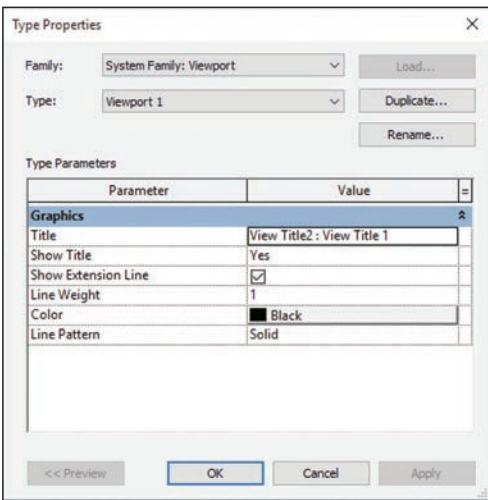 Type Properties
Family: System Family: Viewport Load...
Type: Viewport 1 Duplicate...
Rename...
Type Parameters
Parameter Value =
Graphics
Title View Title2 : View Title 1
Show Title Yes
Show Extension Line
Line Weight 1
Color Black
Line Pattern Solid
<< Preview OK Cancel Apply